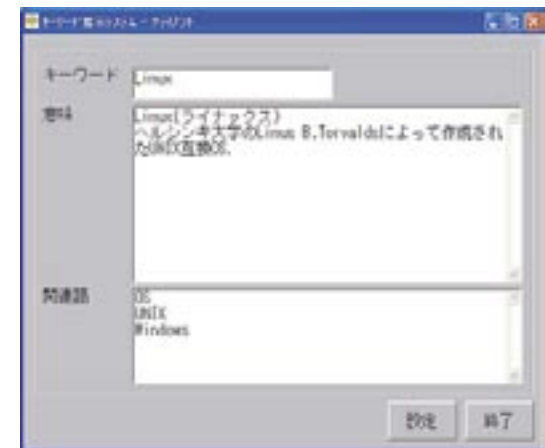 キーワード
Linux
意味
Linux(ライナックス)
ヘルシンキ大学のLinus B.Torvaldsによって作成され
たUNIX互換OS.
関連語
OS
UNIX
Windows
設定
終了